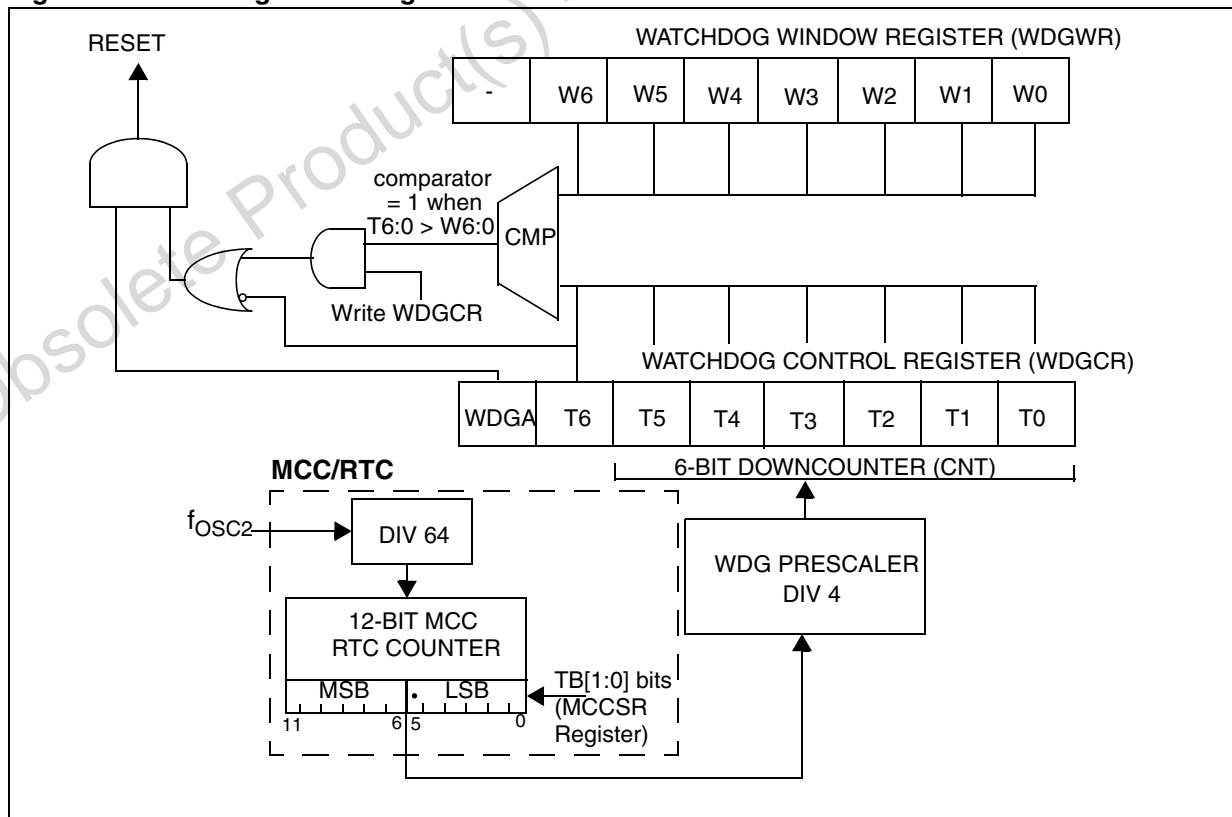 RESET
WATCHDOG WINDOW REGISTER (WDGWR)
- W6 W5 W4 W3 W2 W1 W0
comparator
= 1 when
T6:0 > W6:0
CMP
Write WDGCR
WATCHDOG CONTROL REGISTER (WDGCR)
WDGA T6 T5 T4 T3 T2 T1 T0
6-BIT DOWNCOUNTER (CNT)
MCC/RTC
fOSC2
DIV 64
WDG PRESCALER
DIV 4
12-BIT MCC
RTC COUNTER
MSB LSB
11 6 5 0
TB[1:0] bits
(MCCSR
Register)
Obsolete Product(s)